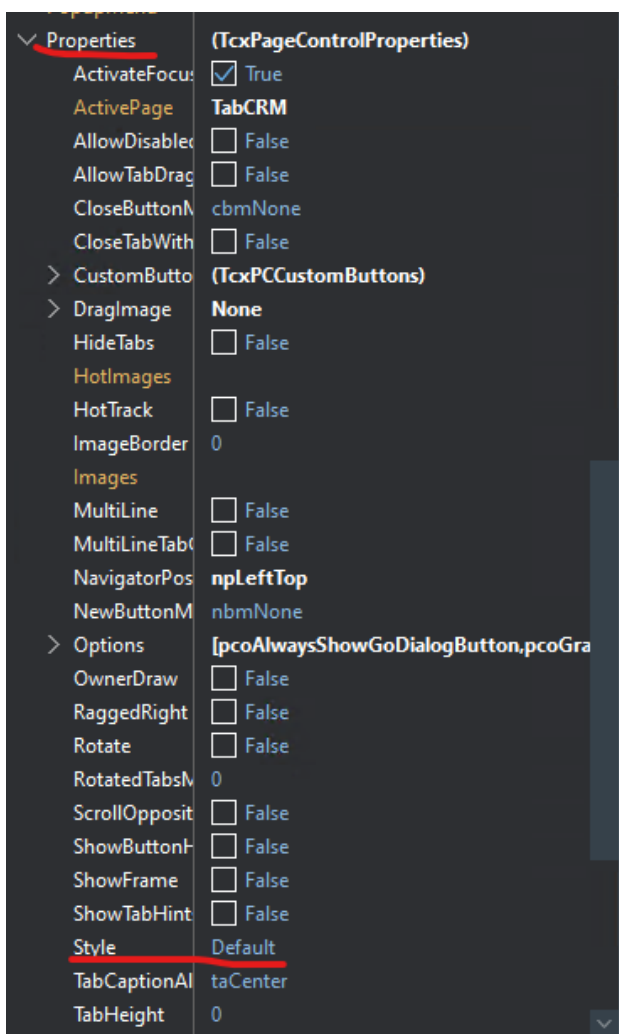 Properties (TcxPageControlProperties)
ActivateFocus True
ActivePage TabCRM
AllowDisabled False
AllowTabDrag False
CloseButtonM cbmNone
CloseTabWith False
CustomButto (TcxPCCustomButtons)
DragImage None
HideTabs False
HotImages
HotTrack False
ImageBorder 0
Images
MultiLine False
MultiLineTab False
NavigatorPos npLeftTop
NewButtonM nbmNone
Options [pcoAlwaysShowGoDialogButton,pcoGra
OwnerDraw False
RaggedRight False
Rotate False
RotatedTabsM 0
ScrollOpposit False
ShowButtonH False
ShowFrame False
ShowTabHint False
Style Default
TabCaptionAl taCenter
TabHeight 0